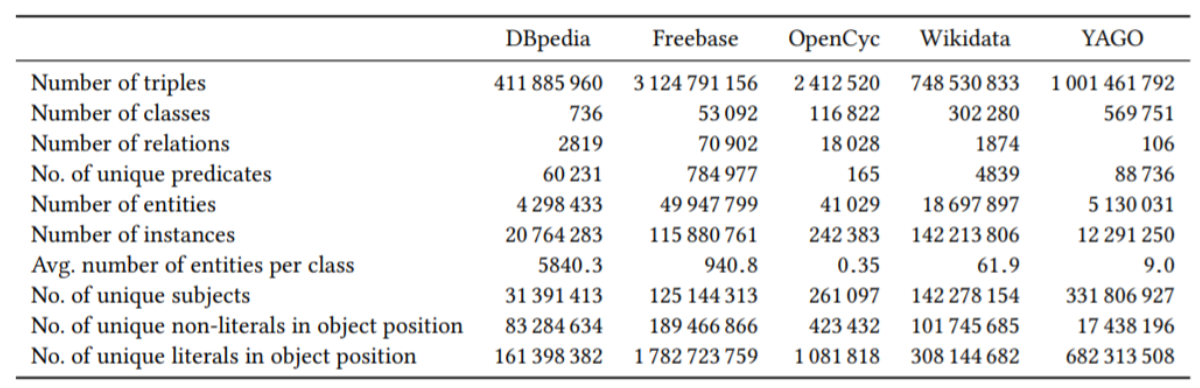 DBpedia Freebase OpenCyc Wikidata YAGO
Number of triples 411 885 960 3 124 791 156 2 412 520 748 530 833 1 001 461 792
Number of classes 736 53 092 116 822 302 280 569 751
Number of relations 2819 70 902 18 028 1874 106
No. of unique predicates 60 231 784 977 165 4839 88 736
Number of entities 4 298 433 49 947 799 41 029 18 697 897 5 130 031
Number of instances 20 764 283 115 880 761 242 383 142 213 806 12 291 250
Avg. number of entities per class 5840.3 940.8 0.35 61.9 9.0
No. of unique subjects 31 391 413 125 144 313 261 097 142 278 154 331 806 927
No. of unique non-literals in object position 83 284 634 189 466 866 423 432 101 745 685 17 438 196
No. of unique literals in object position 161 398 382 1 782 723 759 1 081 818 308 144 682 682 313 508